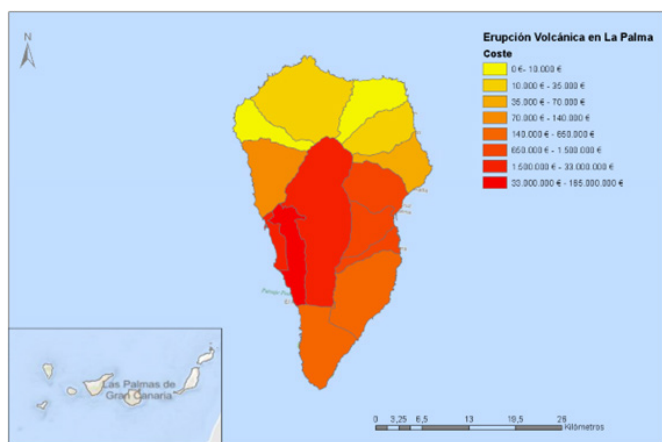 N
Erupción Volcánica en La Palma
Coste
0 € - 10.000 €
10.000 € - 35.000 €
35.000 € - 70.000 €
70.000 € - 140.000 €
140.000 € - 650.000 €
650.000 € - 1.500.000 €
1.500.000 € - 33.000.000 €
33.000.000 € - 165.000.000 €
Las Palmas de
Gran Canaria
0 3,25 6,5 13 19,5 26
Kilómetros